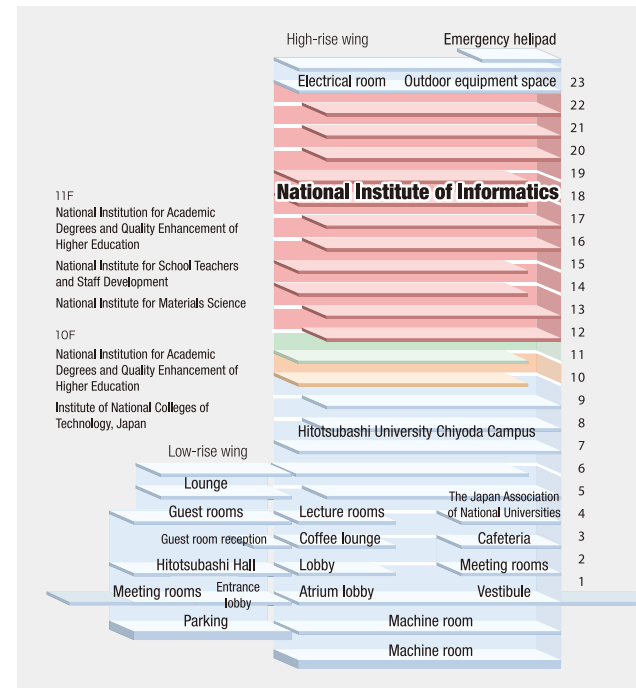 High-rise wing
Emergency helipad
Electrical room Outdoor equipment space 23
22
21
20
19
National Institute of Informatics 18
17
16
15
14
13
12
11
10
9
8
Hitotsubashi University Chiyoda Campus
7
6
5
4
3
2
1
11F
National Institution for Academic
Degrees and Quality Enhancement of
Higher Education
National Institute for School Teachers
and Staff Development
National Institute for Materials Science
10F
National Institution for Academic
Degrees and Quality Enhancement of
Higher Education
Institute of National Colleges of
Technology, Japan
Low-rise wing
Lounge
Guest rooms
Guest room reception
Hitotsubashi Hall
Meeting rooms
Entrance
lobby
Parking
Lecture rooms
Coffee lounge
Lobby
Atrium lobby
The Japan Association
of National Universities
Cafeteria
Meeting rooms
Vestibule
Machine room
Machine room